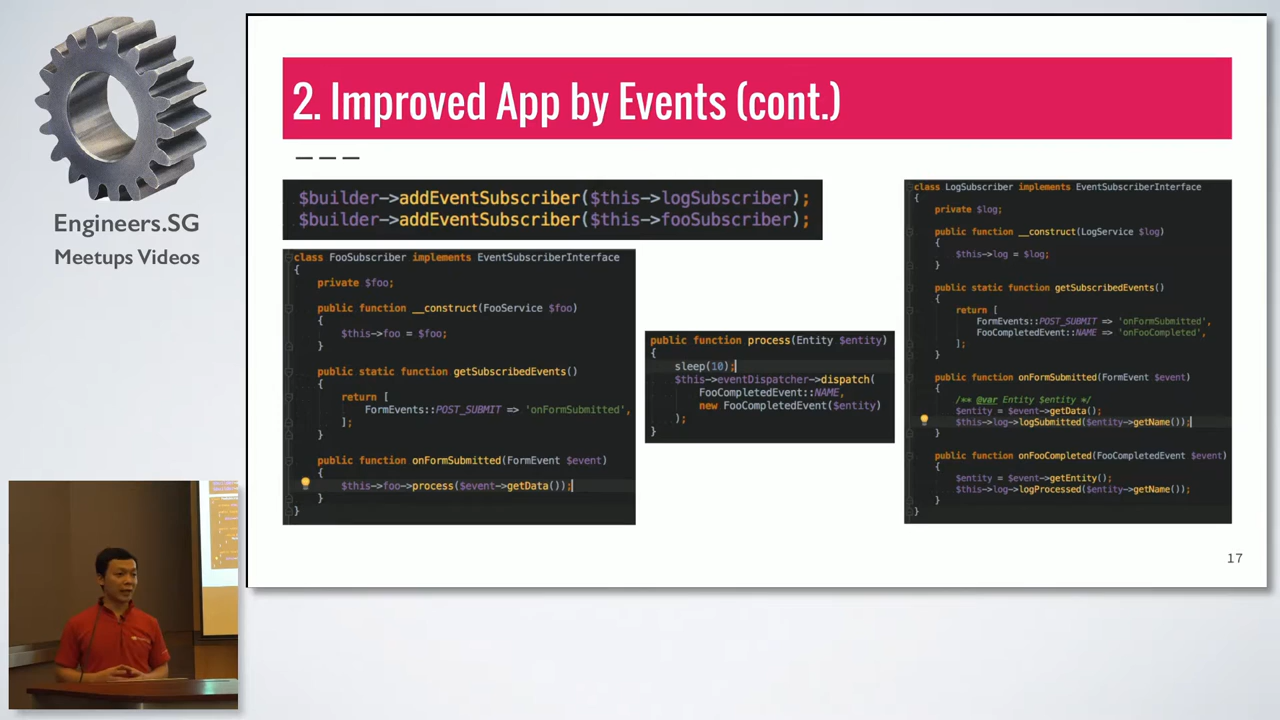 Engineers.SG
Meetups Videos
2. Improved App by Events (cont.)
$builder->addEventSubscriber($this->logSubscriber);
$builder->addEventSubscriber($this->fooSubscriber);
class FooSubscriber implements EventSubscriberInterface
{
private $foo;
public function __construct(FooService $foo)
{
$this->foo = $foo;
}
public static function getSubscribedEvents()
{
return [
FormEvents::POST_SUBMIT => 'onFormSubmitted',
];
}
public function onFormSubmitted(FormEvent $event)
{
$this->foo->process($event->getData());
}
}
public function process(Entity $entity)
{
sleep(10);
$this->eventDispatcher->dispatch(
FooCompletedEvent::NAME,
new FooCompletedEvent($entity)
);
}
class LogSubscriber implements EventSubscriberInterface
{
private $log;
public function __construct(LogService $log)
{
$this->log = $log;
}
public static function getSubscribedEvents()
{
return [
FormEvents::POST_SUBMIT => 'onFormSubmitted',
FooCompletedEvent::NAME => 'onFooCompleted',
];
}
public function onFormSubmitted(FormEvent $event)
{
/** @var Entity $entity */
$entity = $event->getData();
$this->log->logSubmitted($entity->getName());
}
public function onFooCompleted(FooCompletedEvent $event)
{
$entity = $event->getEntity();
$this->log->logProcessed($entity->getName());
}
}
17